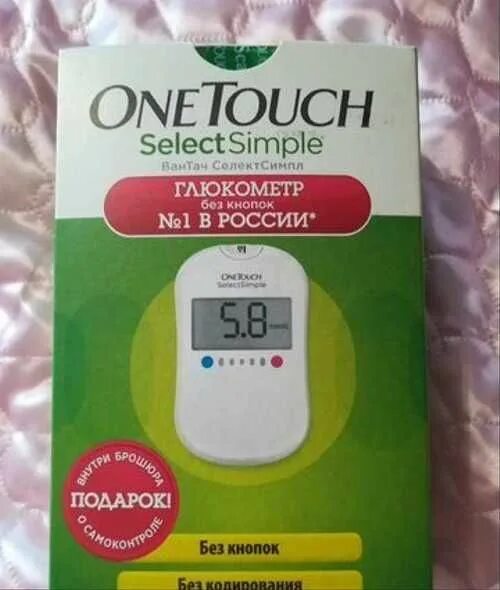 OneTouch
SelectSimple
ВанТач СелектСимпл
ГЛЮКОМЕТР
без кнопок
№1 В РОССИИ*
OneTouch
SelectSimple
5.8
ВНУТРИ БРОШЮРА
ПОДАРОК!
О САМОКОНТРОЛЕ
Без кнопок
Без кодирования